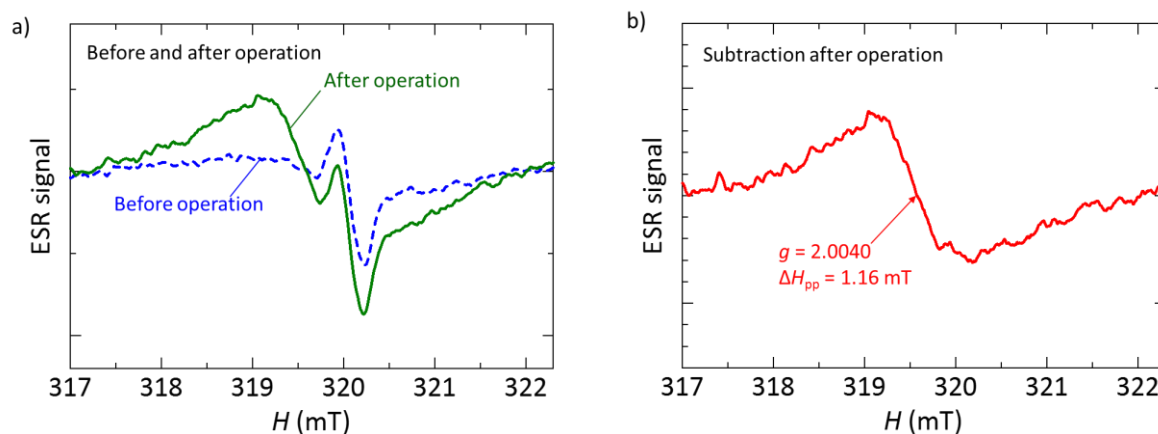 a)
Before and after operation
After operation
Before operation
ESR signal
317 318 319 320 321 322
H (mT)
b)
Subtraction after operation
g = 2.0040
ΔHpp = 1.16 mT
ESR signal
317 318 319 320 321 322
H (mT)